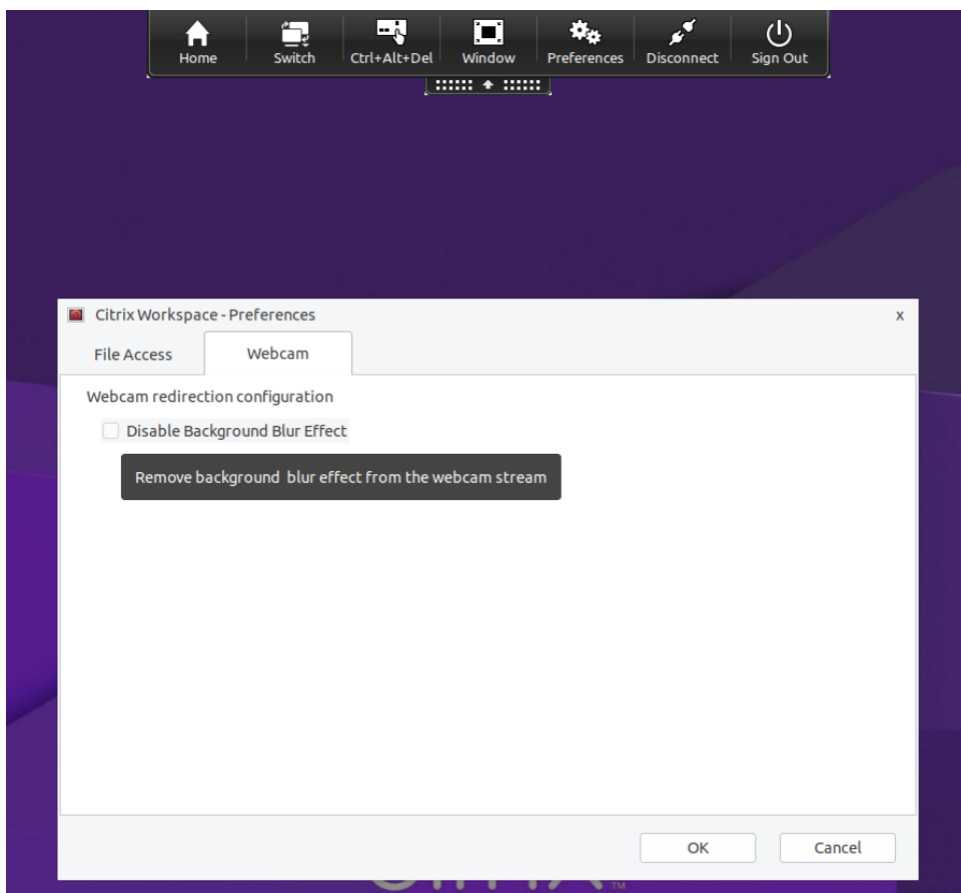 Home Switch Ctrl+Alt+Del Window Preferences Disconnect Sign Out
Citrix Workspace - Preferences x
File Access Webcam
Webcam redirection configuration
Disable Background Blur Effect
Remove background blur effect from the webcam stream
OK Cancel
TM